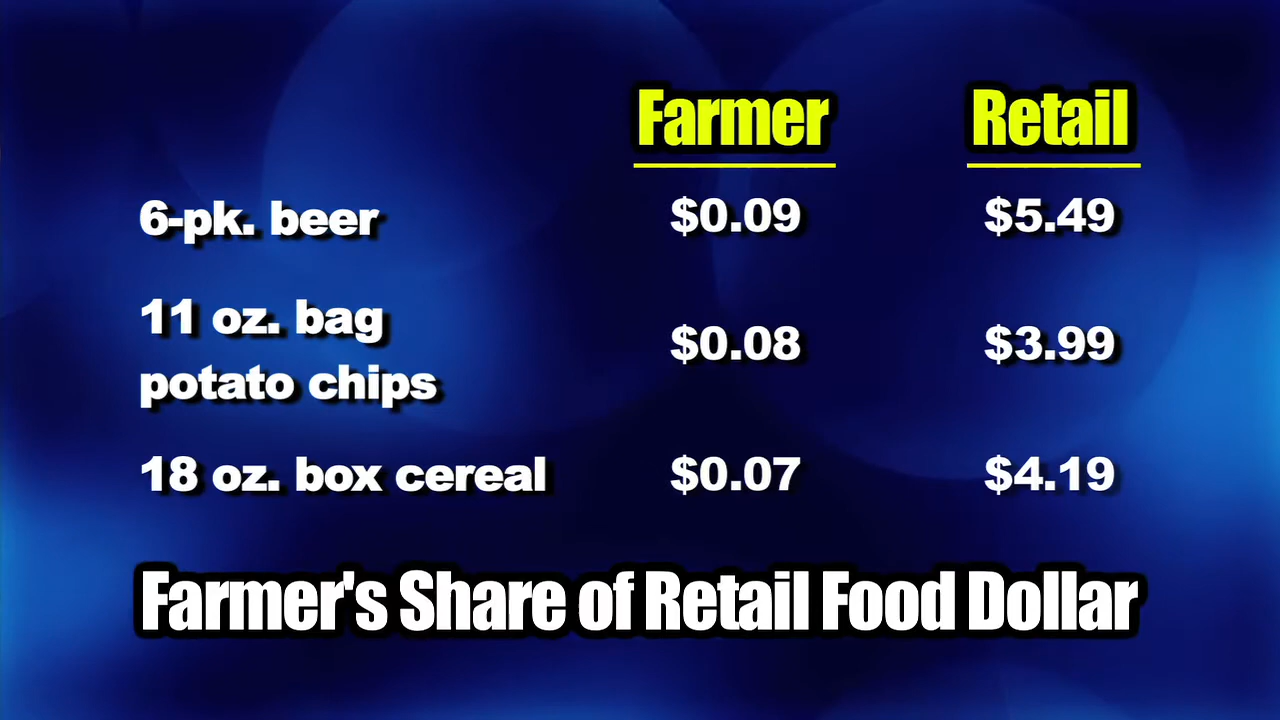 Farmer Retail
6-pk. beer $0.09 $5.49
11 oz. bag
potato chips $0.08 $3.99
18 oz. box cereal $0.07 $4.19
Farmer's Share of Retail Food Dollar